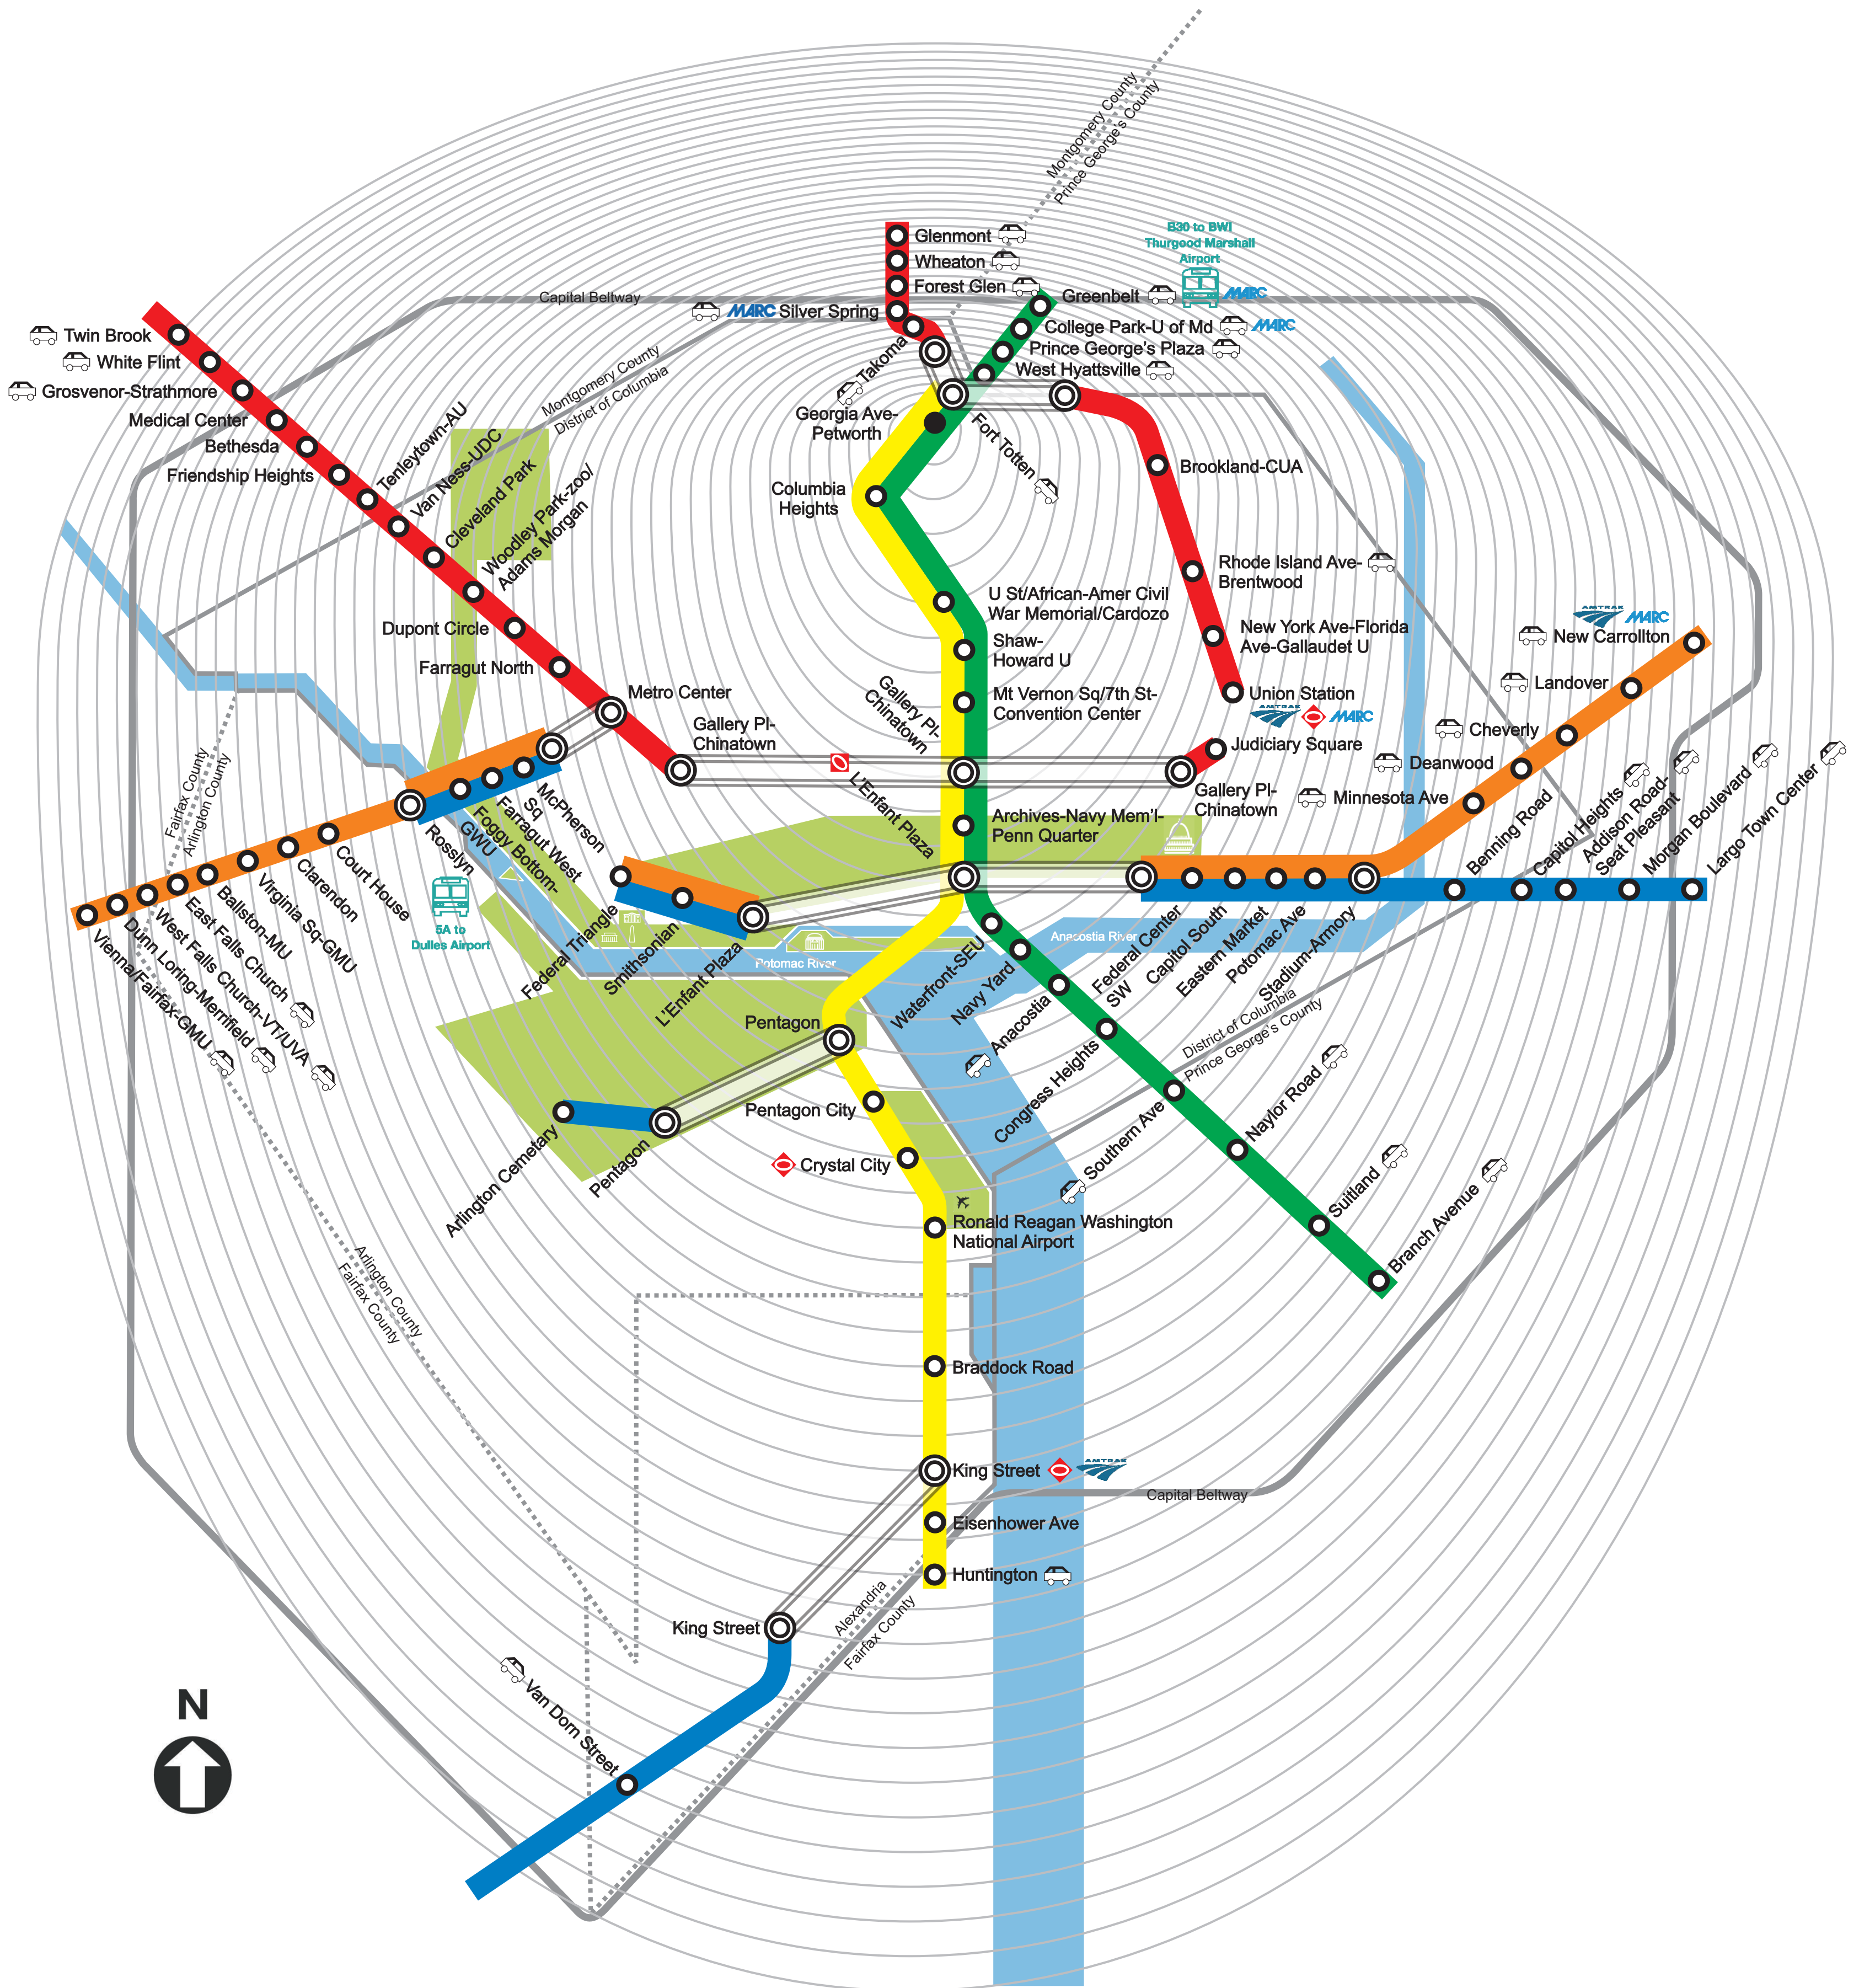 Montgomery County
Prince George's County
B30 to BWI
Thurgood Marshall
Airport
Glenmont
Wheaton
Forest Glen
Greenbelt
MARC
Capital Beltway
MARC
Silver Spring
College Park-U of Md
MARC
Twin Brook
Prince George's Plaza
White Flint
West Hyattsville
Takoma
Montgomery County
District of Columbia
Grosvenor-Strathmore
Medical Center
Georgia Ave-
Petworth
Fort Totten
Bethesda
Tenleytown-AU
Friendship Heights
Van Ness-UDC
Brookland-CUA
Cleveland Park
Woodley Park-zoo/
Adams Morgan
Columbia
Heights
Rhode Island Ave-
Brentwood
U St/African-Amer Civil
War Memorial/Cardozo
AMTRAK
MARC
Dupont Circle
New York Ave-Florida
Ave-Gallaudet U
New Carrollton
Shaw-
Howard U
Farragut North
Landover
Metro Center
Gallery Pl-
Chinatown
Mt Vernon Sq/7th St-
Convention Center
Union Station
AMTRAK
MARC
Gallery Pl-
Chinatown
Cheverly
Judiciary Square
Deanwood
Fairfax County
Arlington County
L'Enfant Plaza
Gallery Pl-
Chinatown
Minnesota Ave
McPherson
Sq
Farragut West
Foggy Bottom-
GWU
Rosslyn
Archives-Navy Mem'l-
Penn Quarter
Benning Road
Capitol Heights
Addison Road-
Seat Pleasant
Morgan Boulevard
Largo Town Center
Court House
Clarendon
Virginia Sq-GMU
Ballston-MU
East Falls Church
West Falls Church-VT/UVA
Dunn Loring-Merrifield
Vienna/Fairfax-GMU
5A to
Dulles Airport
Federal Triangle
Smithsonian
L'Enfant Plaza
Potomac River
Anacostia River
Waterfront-SEU
Navy Yard
Anacostia
Federal Center
SW
Capitol South
Eastern Market
Potomac Ave
Stadium-Armory
District of Columbia
Prince George's County
Pentagon
Congress Heights
Southern Ave
Naylor Road
Suitland
Branch Avenue
Pentagon City
Arlington Cemetary
Pentagon
Crystal City
Ronald Reagan Washington
National Airport
Arlington County
Fairfax County
Braddock Road
King Street
AMTRAK
Capital Beltway
Eisenhower Ave
Huntington
Alexandria
Fairfax County
King Street
Van Dorn Street
N